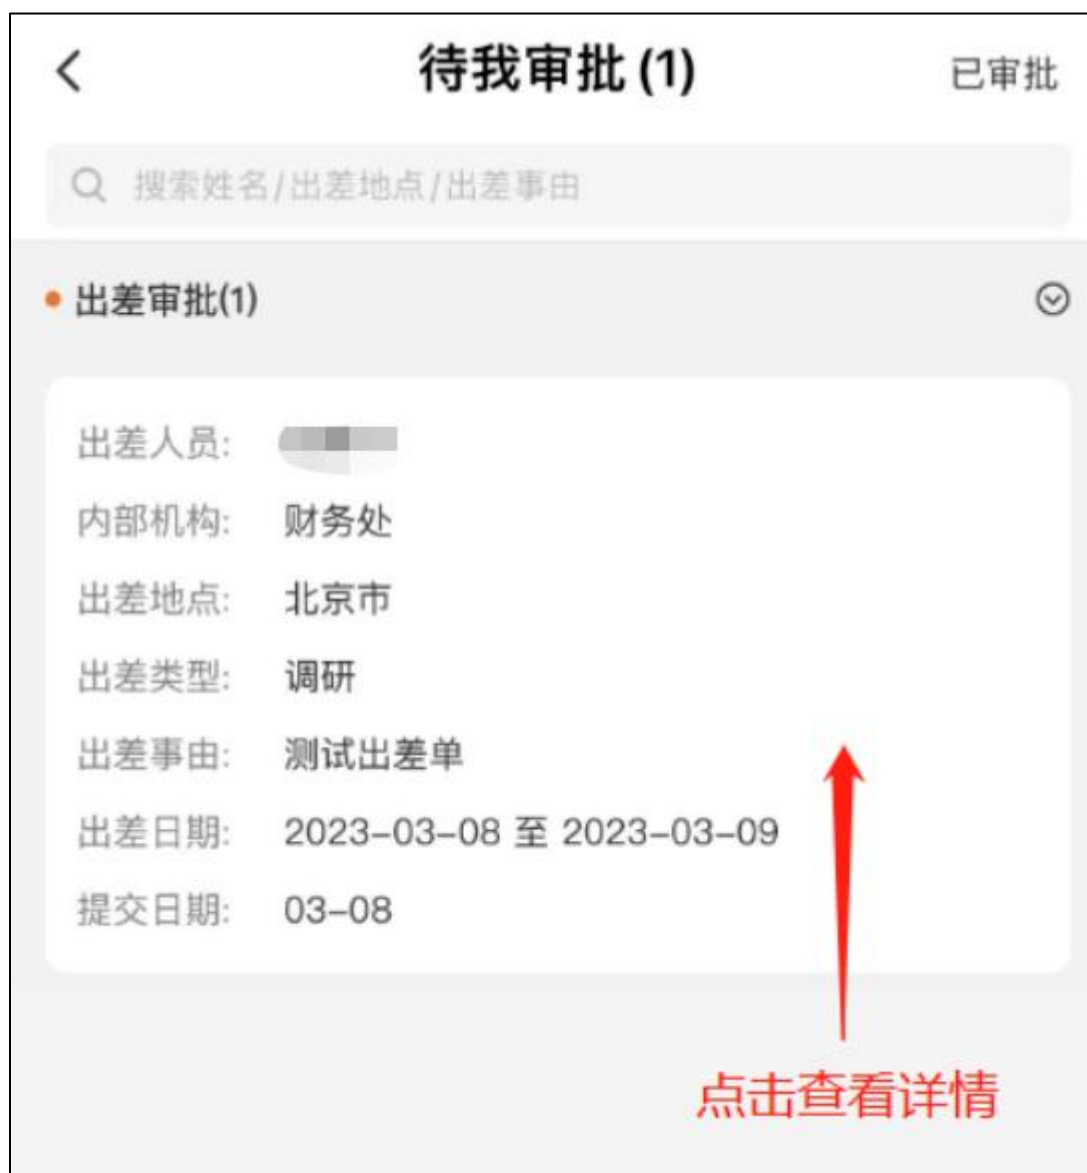 待我审批 (1)
已审批
搜索姓名/出差地点/出差事由
出差审批(1)
出差人员:
内部机构: 财务处
出差地点: 北京市
出差类型: 调研
出差事由: 测试出差单
出差日期: 2023-03-08 至 2023-03-09
提交日期: 03-08
点击查看详情